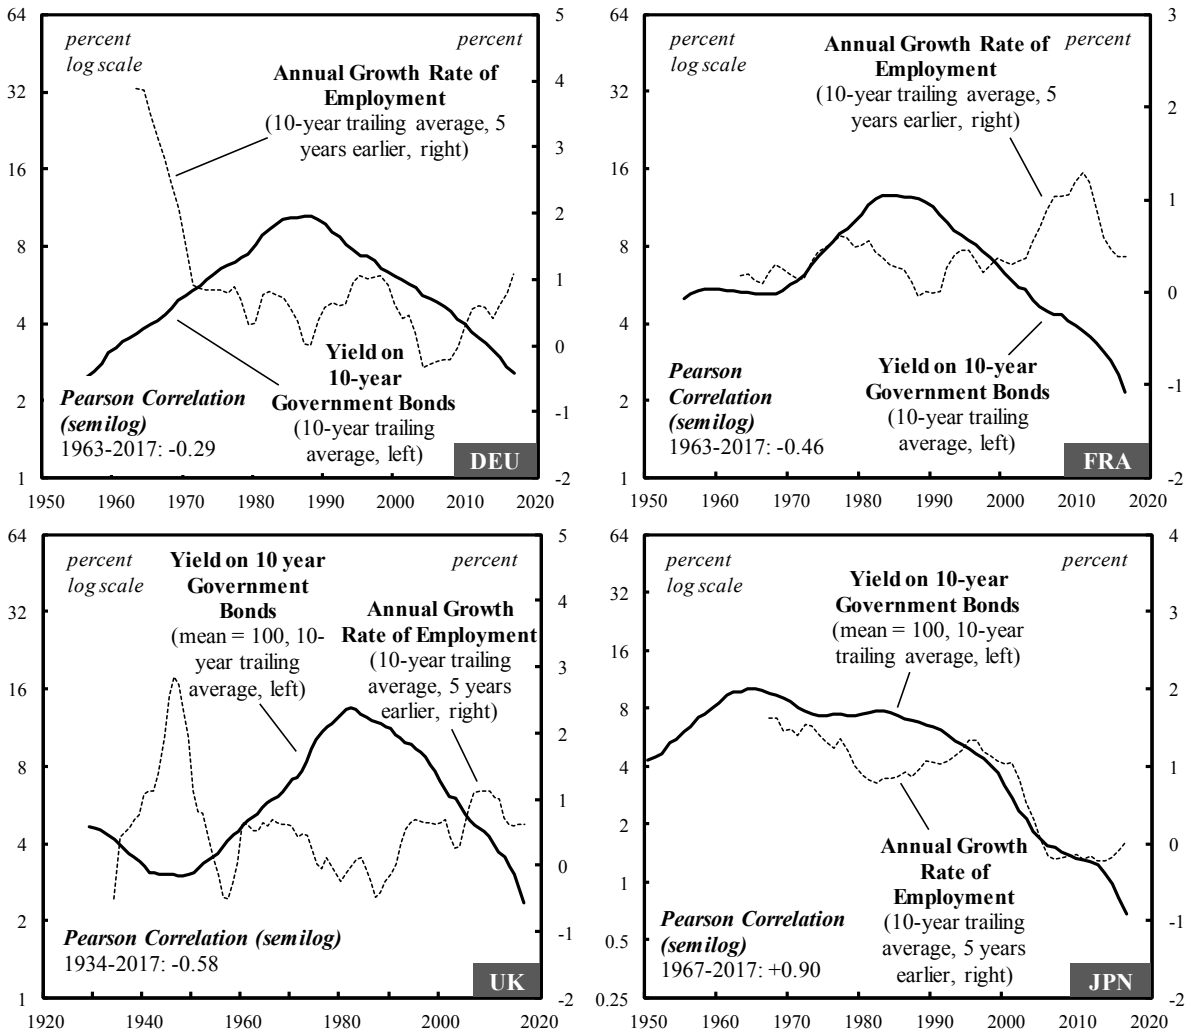 64
32
16
8
4
2
1
5
4
3
2
1
0
-1
-2
percent
log scale
percent
Annual Growth Rate of
Employment
(10-year trailing average, 5
years earlier, right)
Yield on
10-year
Government Bonds
(10-year trailing
average, left)
Pearson Correlation
(semilog)
1963-2017: -0.29
DEU
1950 1960 1970 1980 1990 2000 2010 2020
64
32
16
8
4
2
1
3
2
1
0
-1
-2
percent
log scale
percent
Annual Growth Rate of
Employment
(10-year trailing average, 5
years earlier, right)
Yield on 10-year
Government Bonds
(10-year trailing
average, left)
Pearson
Correlation
(semilog)
1963-2017: -0.46
FRA
1950 1960 1970 1980 1990 2000 2010 2020
64
32
16
8
4
2
1
5
4
3
2
1
0
-1
-2
percent
log scale
percent
Yield on 10 year
Government
Bonds
(mean = 100, 10-
year trailing
average, left)
Annual Growth
Rate of Employment
(10-year trailing
average, 5 years
earlier, right)
Pearson Correlation (semilog)
1934-2017: -0.58
UK
1920 1940 1960 1980 2000 2020
64
32
16
8
4
2
1
0.5
0.25
4
3
2
1
0
-1
-2
percent
log scale
percent
Yield on 10-year
Government Bonds
(mean = 100, 10-year
trailing average, left)
Annual Growth
Rate of
Employment
(10-year trailing
average, 5 years
earlier, right)
Pearson Correlation
(semilog)
1967-2017: +0.90
JPN
1950 1960 1970 1980 1990 2000 2010 2020